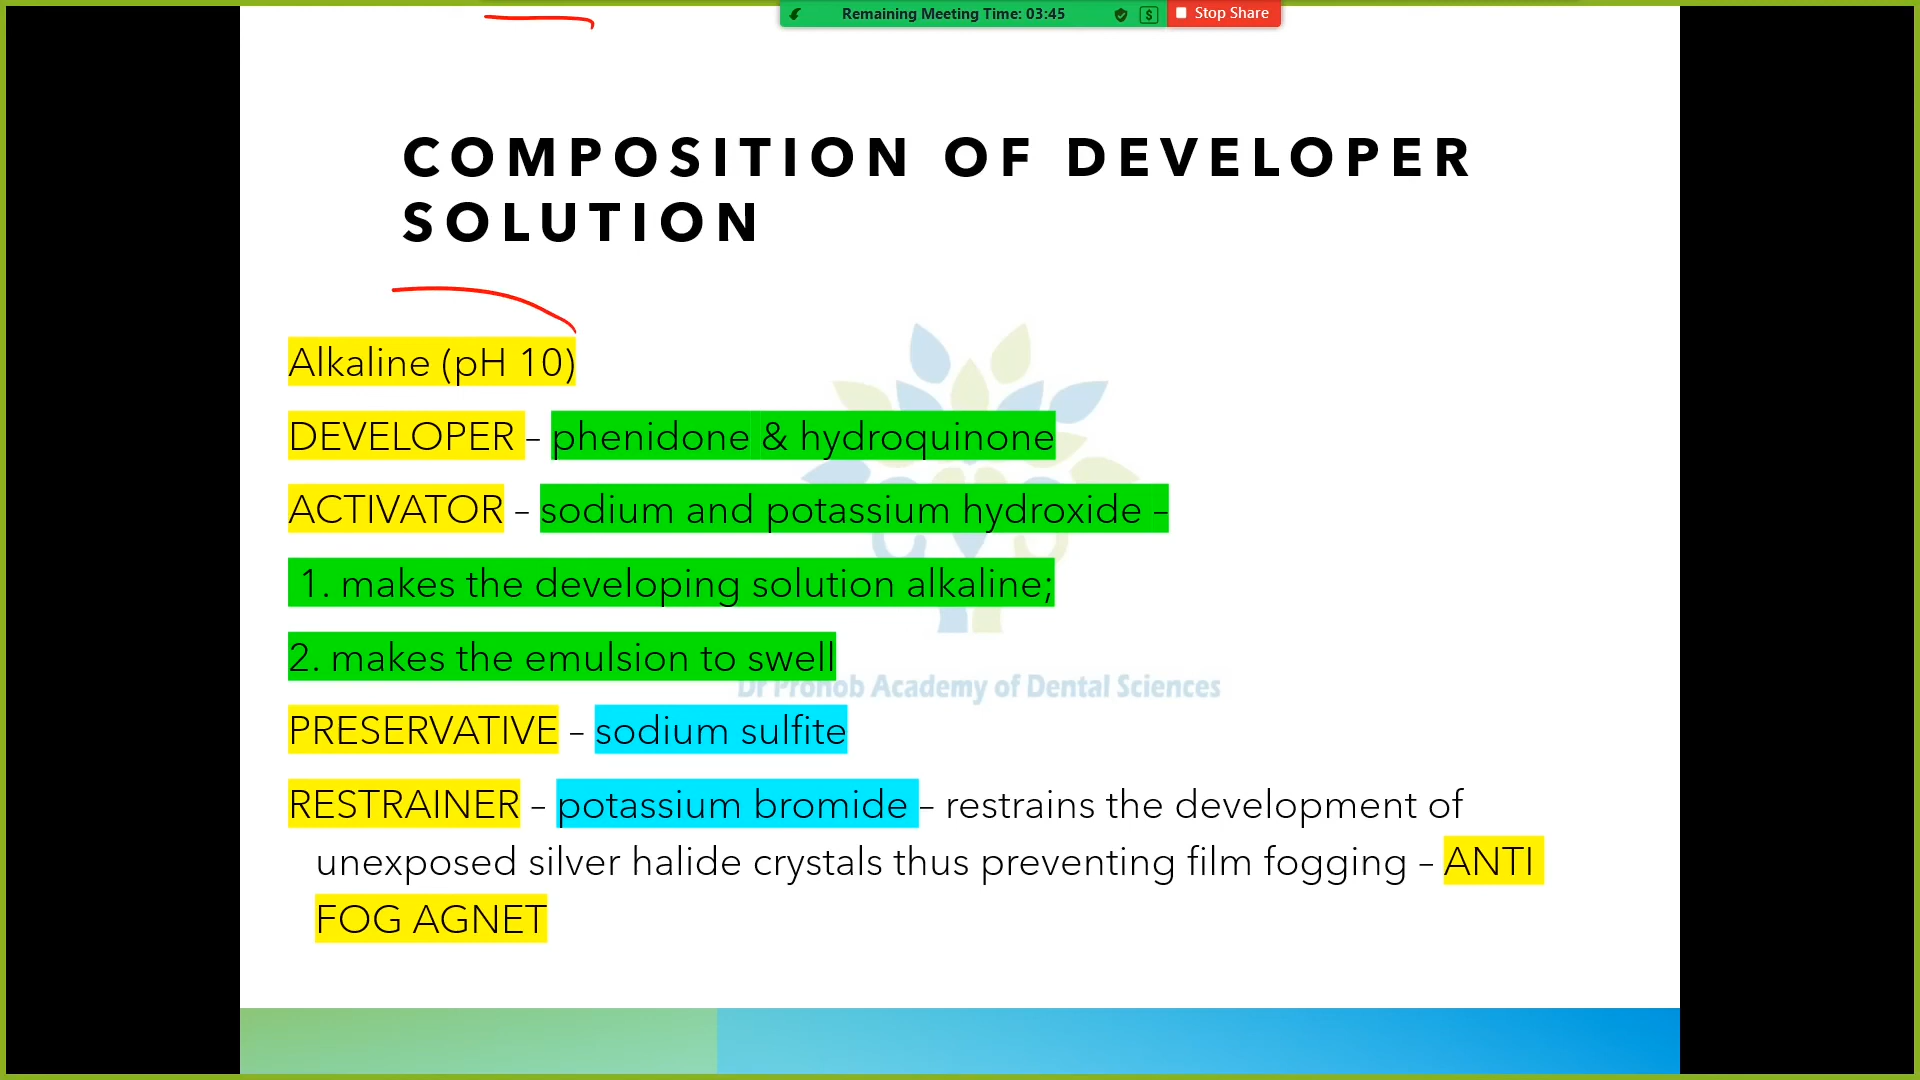 Remaining Meeting Time: 03:45
$
Stop Share
COMPOSITION OF DEVELOPER
SOLUTION
Alkaline (pH 10)
DEVELOPER – phenidone & hydroquinone
ACTIVATOR – sodium and potassium hydroxide –
1. makes the developing solution alkaline;
2. makes the emulsion to swell
Dr Pronob Academy of Dental Sciences
PRESERVATIVE – sodium sulfite
RESTRAINER – potassium bromide – restrains the development of
unexposed silver halide crystals thus preventing film fogging – ANTI
FOG AGNET